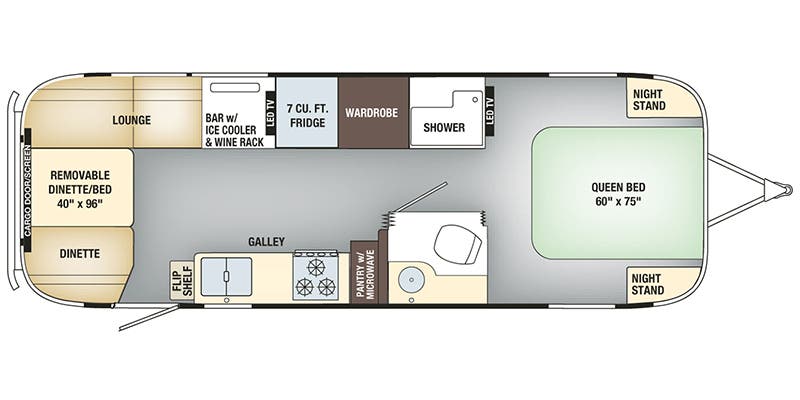 LOUNGE
BAR w/
ICE COOLER
& WINE RACK
LED TV
7 CU. FT.
FRIDGE
WARDROBE
SHOWER
LED TV
NIGHT
STAND
CARGO DOOR/SCREEN
REMOVABLE
DINETTE/BED
40" x 96"
QUEEN BED
60" x 75"
DINETTE
GALLEY
FLIP
SHELF
PANTRY w/
MICROWAVE
NIGHT
STAND